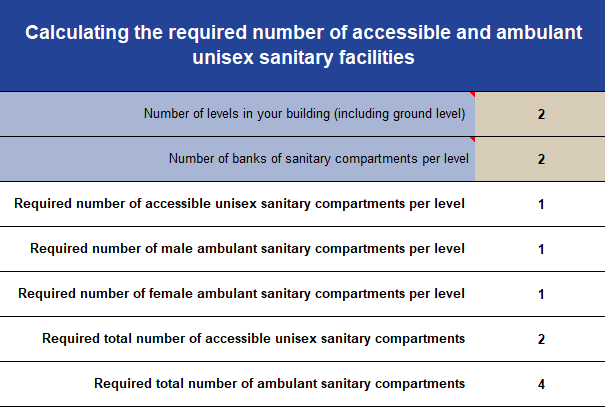 Calculating the required number of accessible and ambulant
unisex sanitary facilities
Number of levels in your building (including ground level) 2
Number of banks of sanitary compartments per level 2
Required number of accessible unisex sanitary compartments per level 1
Required number of male ambulant sanitary compartments per level 1
Required number of female ambulant sanitary compartments per level 1
Required total number of accessible unisex sanitary compartments 2
Required total number of ambulant sanitary compartments 4